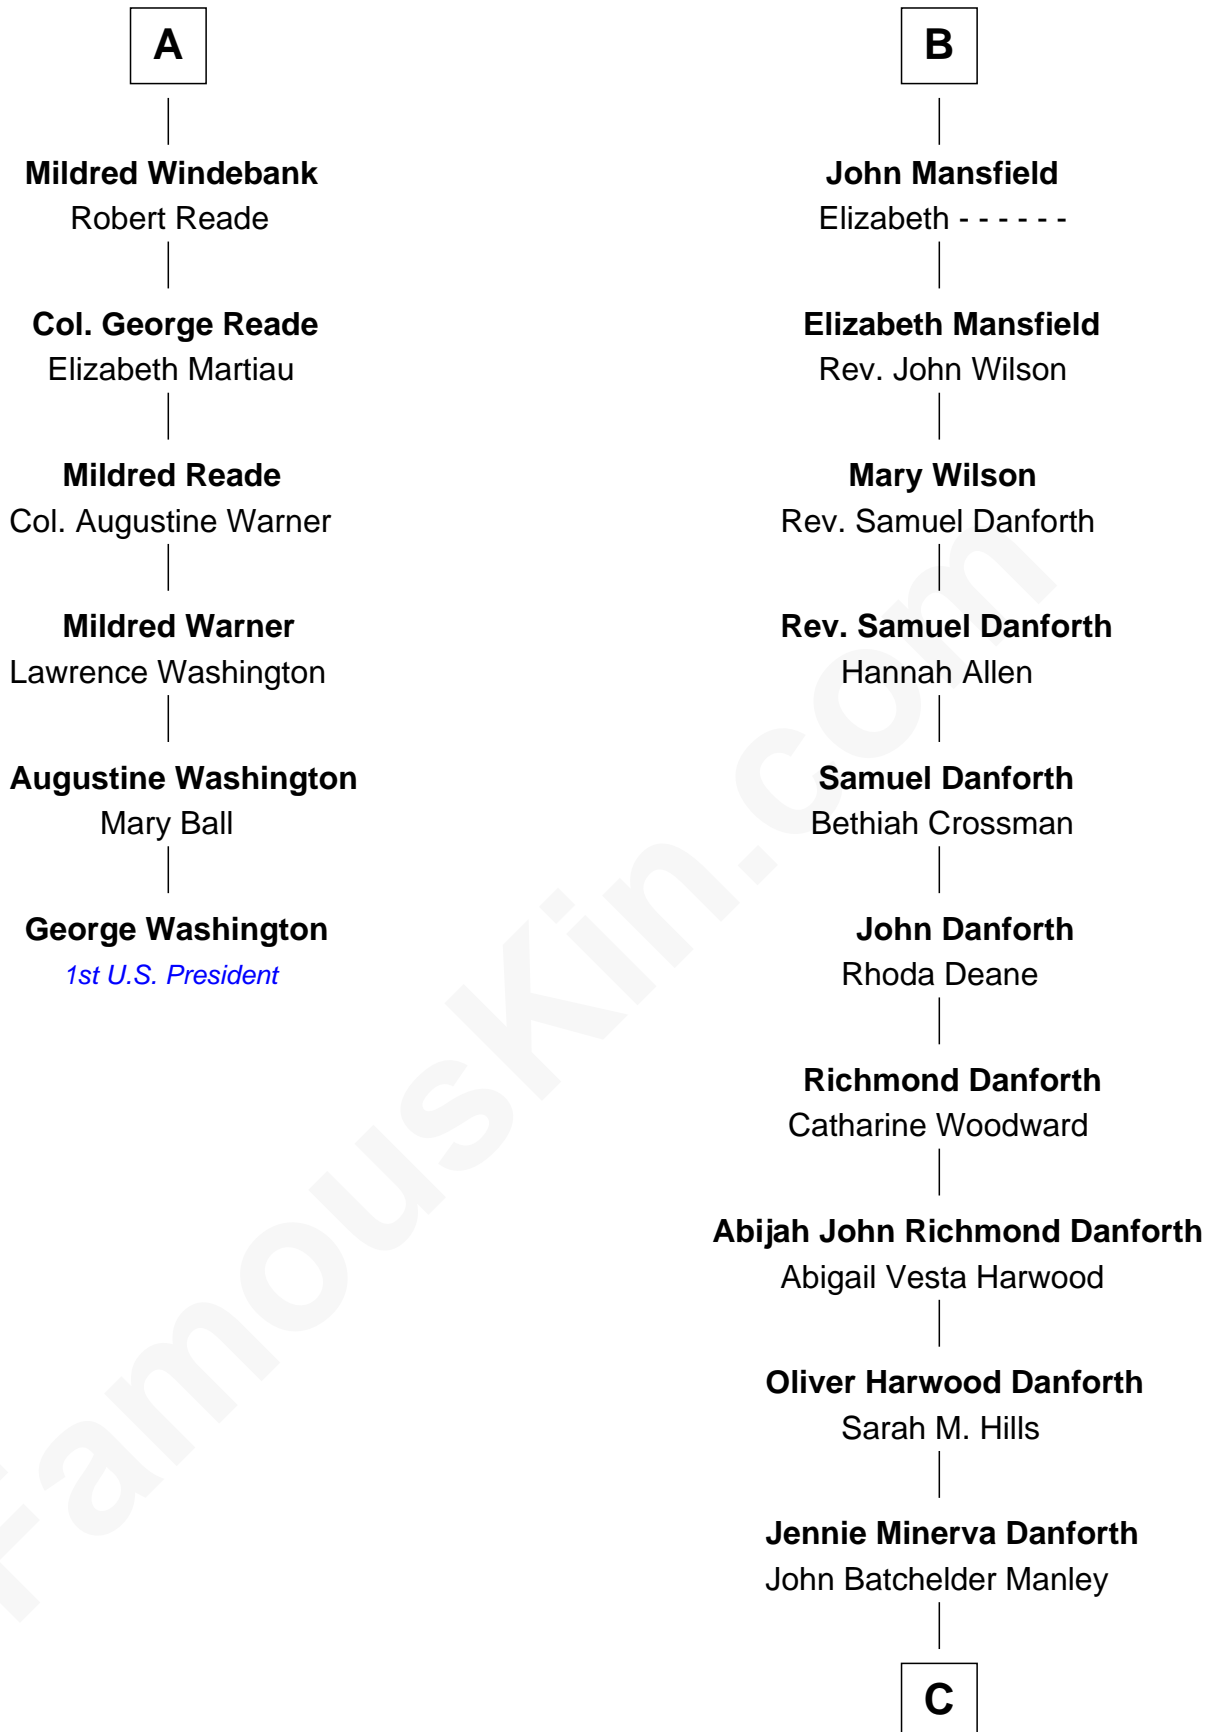 A
Mildred Windebank
Robert Reade
Col. George Reade
Elizabeth Martiau
Mildred Reade
Col. Augustine Warner
Mildred Warner
Lawrence Washington
Augustine Washington
Mary Ball
George Washington
1st U.S. President
B
John Mansfield
Elizabeth - - - - - -
Elizabeth Mansfield
Rev. John Wilson
Mary Wilson
Rev. Samuel Danforth
Rev. Samuel Danforth
Hannah Allen
Samuel Danforth
Bethiah Crossman
John Danforth
Rhoda Deane
Richmond Danforth
Catharine Woodward
Abijah John Richmond Danforth
Abigail Vesta Harwood
Oliver Harwood Danforth
Sarah M. Hills
Jennie Minerva Danforth
John Batchelder Manley
C
FamousKin.com